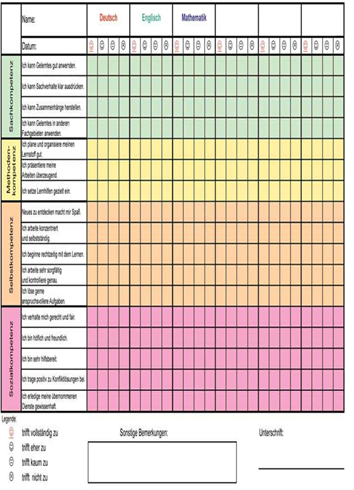 Name:
Deutsch
Englisch
Mathematik
Datum:
Sachkompetenz
Ich kann Gelerntes gut anwenden.
Ich kann Sachverhalte klar ausdrücken.
Ich kann Zusammenhänge herstellen.
Ich kann Gelerntes in anderen
Fachgebieten anwenden.
Methoden-
kompetenz
Ich plane und organisiere meinen
Lernstoff gut.
Ich präsentiere meine
Arbeiten überzeugend.
Ich setze Lernhilfen gezielt ein.
Selbstkompetenz
Neues zu entdecken macht mir Spaß.
Ich arbeite konzentriert
und selbstständig.
Ich beginne rechtzeitig mit dem Lernen.
Ich arbeite sehr sorgfältig
und kontrolliere genau.
Ich löse gerne
anspruchsvollere Aufgaben.
Sozialkompetenz
Ich verhalte mich gerecht und fair.
Ich bin höflich und freundlich.
Ich bin sehr hilfsbereit.
Ich trage positiv zu Konfliktlösungen bei.
Ich erledige meine übernommenen
Dienste gewissenhaft.
Legende:
trifft vollständig zu
trifft eher zu
trifft kaum zu
trifft nicht zu
Sonstige Bemerkungen:
Unterschrift: